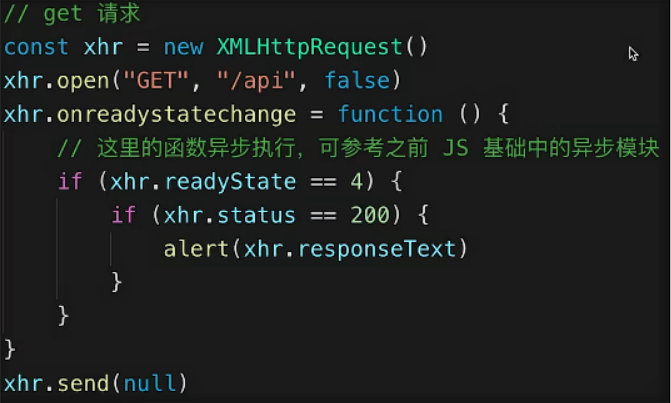 // get 请求
const xhr = new XMLHttpRequest()
xhr.open("GET", "/api", false)
xhr.onreadystatechange = function () {
    // 这里的函数异步执行，可参考之前 JS 基础中的异步模块
    if (xhr.readyState == 4) {
        if (xhr.status == 200) {
            alert(xhr.responseText)
        }
    }
}
xhr.send(null)